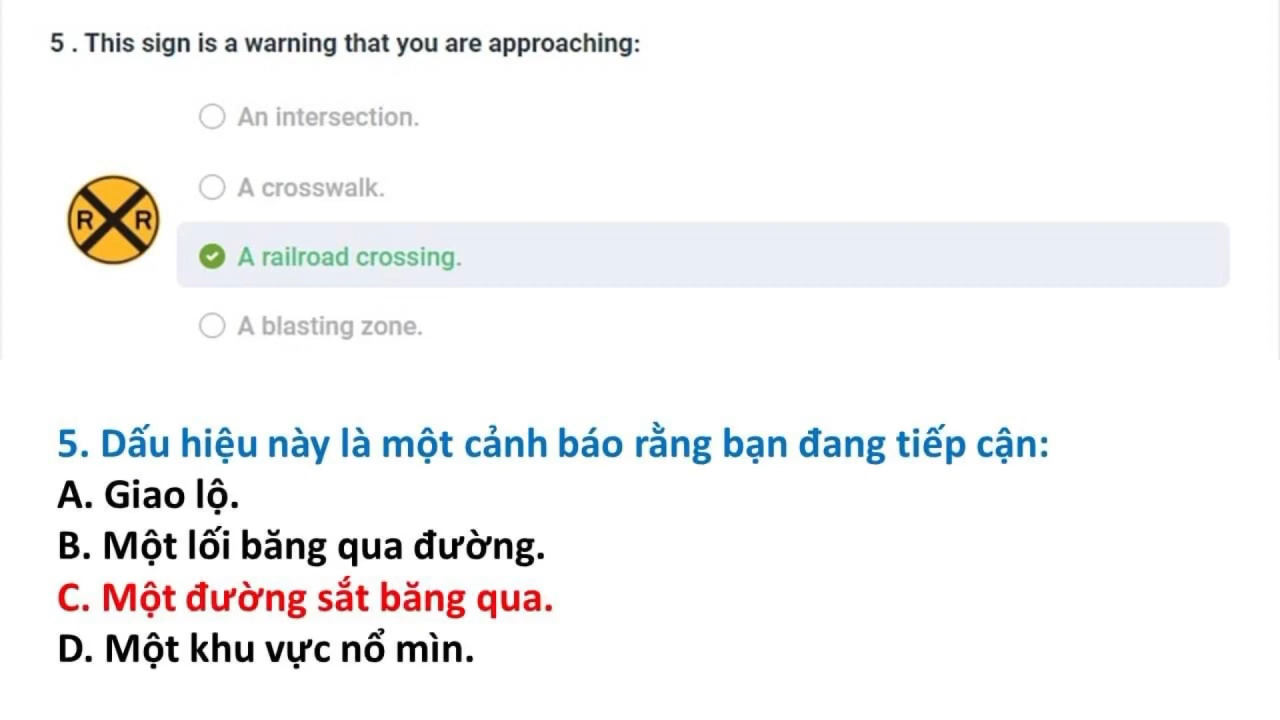 5 . This sign is a warning that you are approaching:
An intersection.
A crosswalk.
R R
A railroad crossing.
A blasting zone.
5. Dấu hiệu này là một cảnh báo rằng bạn đang tiếp cận:
A. Giao lộ.
B. Một lối băng qua đường.
C. Một đường sắt băng qua.
D. Một khu vực nổ mìn.